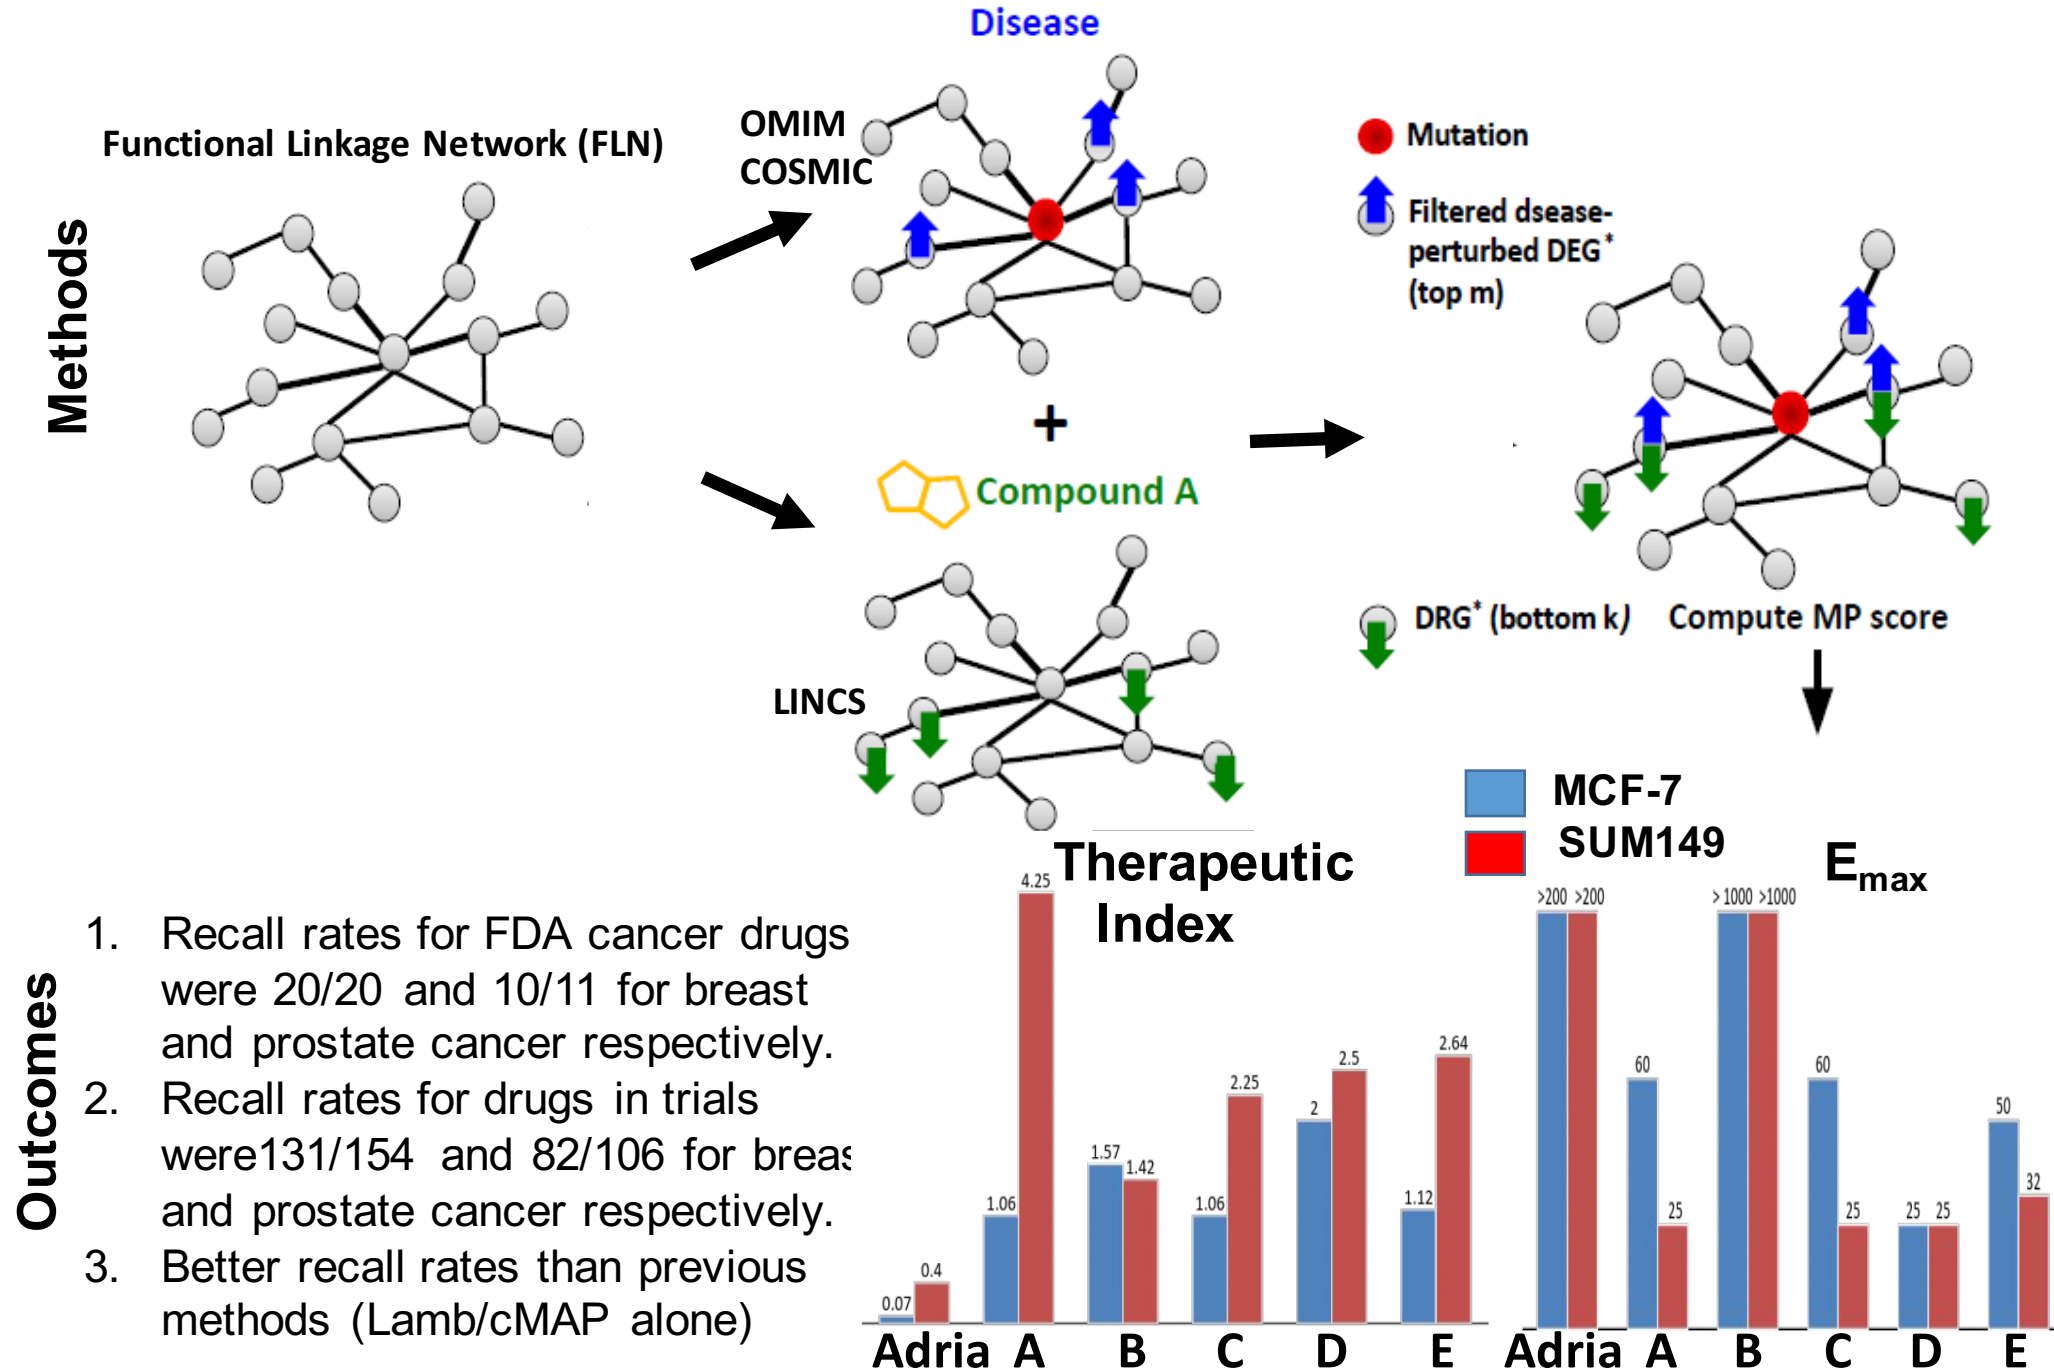 Disease
Functional Linkage Network (FLN)
OMIM
COSMIC
Mutation
Filtered dsease-
perturbed DEG*
(top m)
Methods
+
Compound A
LINCS
DRG* (bottom k)
Compute MP score
MCF-7
SUM149
Outcomes
1. Recall rates for FDA cancer drugs
were 20/20 and 10/11 for breast
and prostate cancer respectively.
2. Recall rates for drugs in trials
were131/154 and 82/106 for breas
and prostate cancer respectively.
3. Better recall rates than previous
methods (Lamb/cMAP alone)
Therapeutic
Index
0.07 0.4 1.06 4.25 1.57 1.42 1.06 2.25 2 2.5 1.12 2.64
Adria A B C D E
Emax
>200 >200 60 25 >1000 >1000 60 25 25 25 50 32
Adria A B C D E